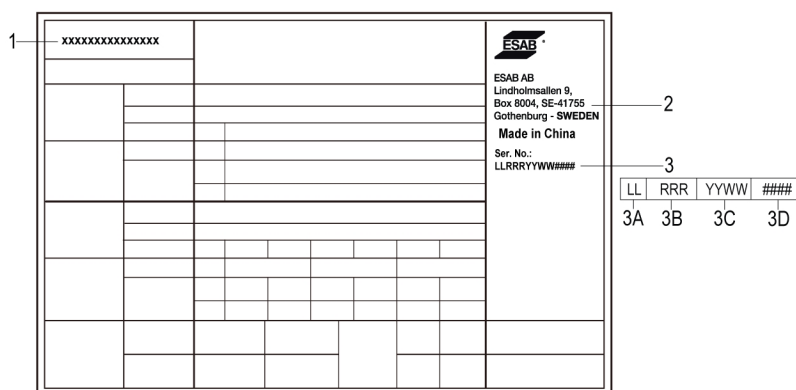 1
xxxxxxxxxxxxxxx
ESAB
ESAB AB
Lindholmsallen 9,
Box 8004, SE-41755
Gothenburg - SWEDEN
2
Made in China
Ser. No.:
LLRRRYYWW####
3
LL RRR YYWW ####
3A 3B 3C 3D